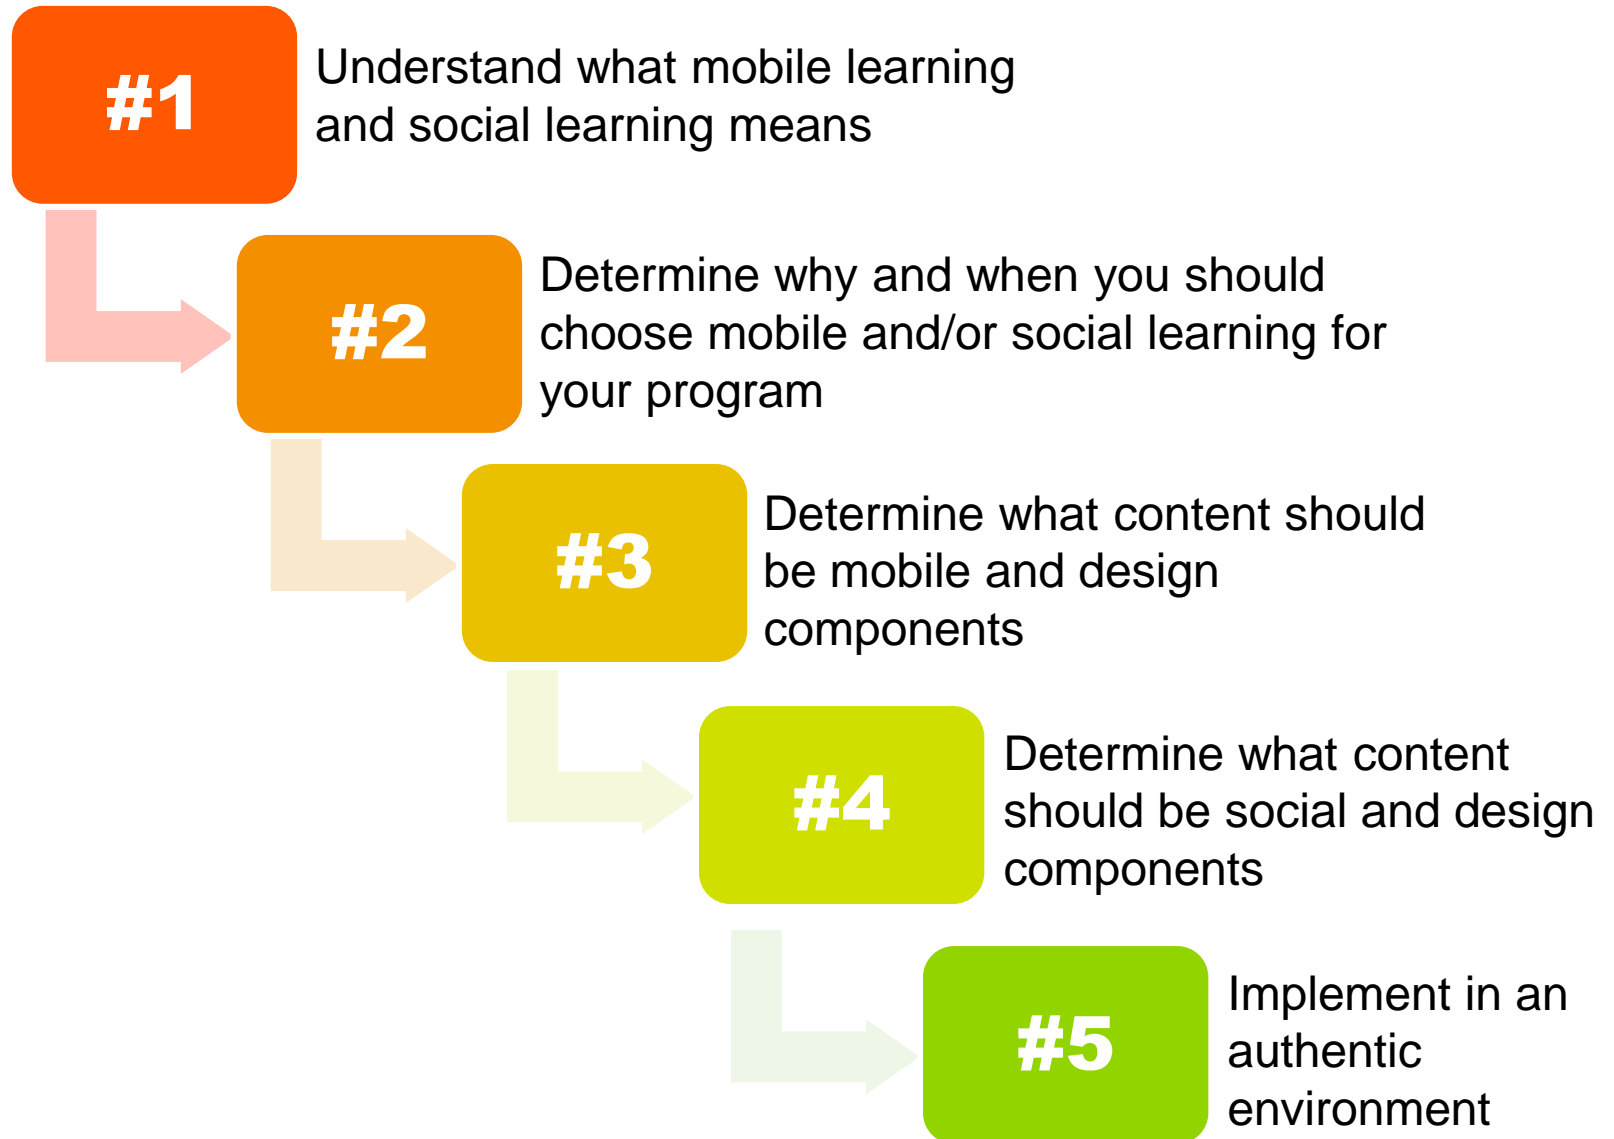 #1
Understand what mobile learning
and social learning means
#2
Determine why and when you should
choose mobile and/or social learning for
your program
#3
Determine what content should
be mobile and design
components
#4
Determine what content
should be social and design
components
#5
Implement in an
authentic
environment